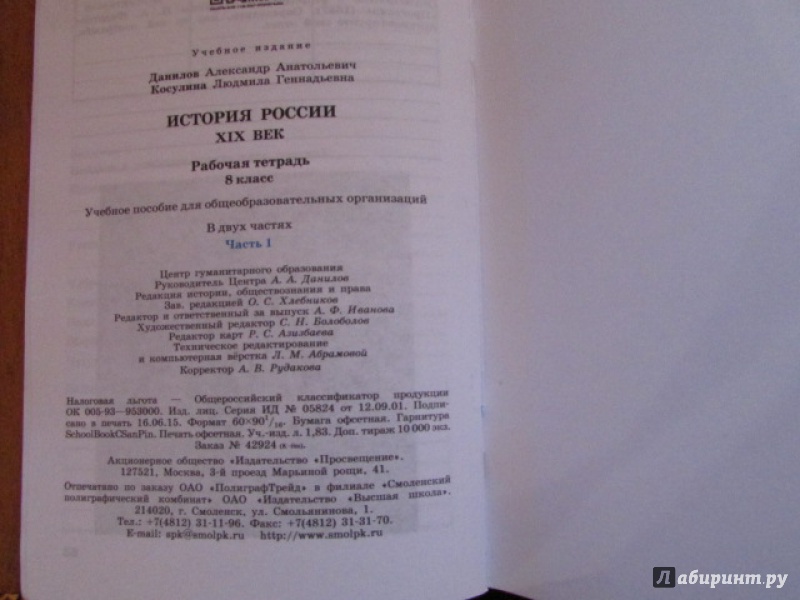 Учебное издание
Данилов Александр Анатольевич
Косулина Людмила Геннадьевна
ИСТОРИЯ РОССИИ
XIX ВЕК
Рабочая тетрадь
8 класс
Учебное пособие для общеобразовательных организаций
В двух частях
Часть 1
Центр гуманитарного образования
Руководитель Центра А. А. Данилов
Редакция истории, обществознания и права
Зав. редакцией О. С. Хлебников
Редактор и ответственный за выпуск А. Ф. Иванова
Художественный редактор С. Н. Болоболов
Редактор карт Р. С. Азизбаева
Техническое редактирование
и компьютерная вёрстка Л. М. Абрамовой
Корректор А. В. Рудакова
Налоговая льгота — Общероссийский классификатор продукции
ОК 005-93—953000. Изд. лиц. Серия ИД № 05824 от 12.09.01. Подпи-
сано в печать 16.06.15. Формат 60×90 1/16. Бумага офсетная. Гарнитура
SchoolBookCSanPin. Печать офсетная. Уч.-изд. л. 1,83. Доп. тираж 10 000 экз.
Заказ № 42924
Акционерное общество «Издательство «Просвещение».
127521, Москва, 3-й проезд Марьиной рощи, 41.
Отпечатано по заказу ОАО «ПолиграфТрейд» в филиале «Смоленский
полиграфический комбинат» ОАО «Издательство «Высшая школа».
214020, г. Смоленск, ул. Смольянинова, 1.
Тел.: +7(4812) 31-11-96. Факс: +7(4812) 31-31-70.
E-mail: spk@smolpk.ru http://www.smolpk.ru
Лабиринт.ру